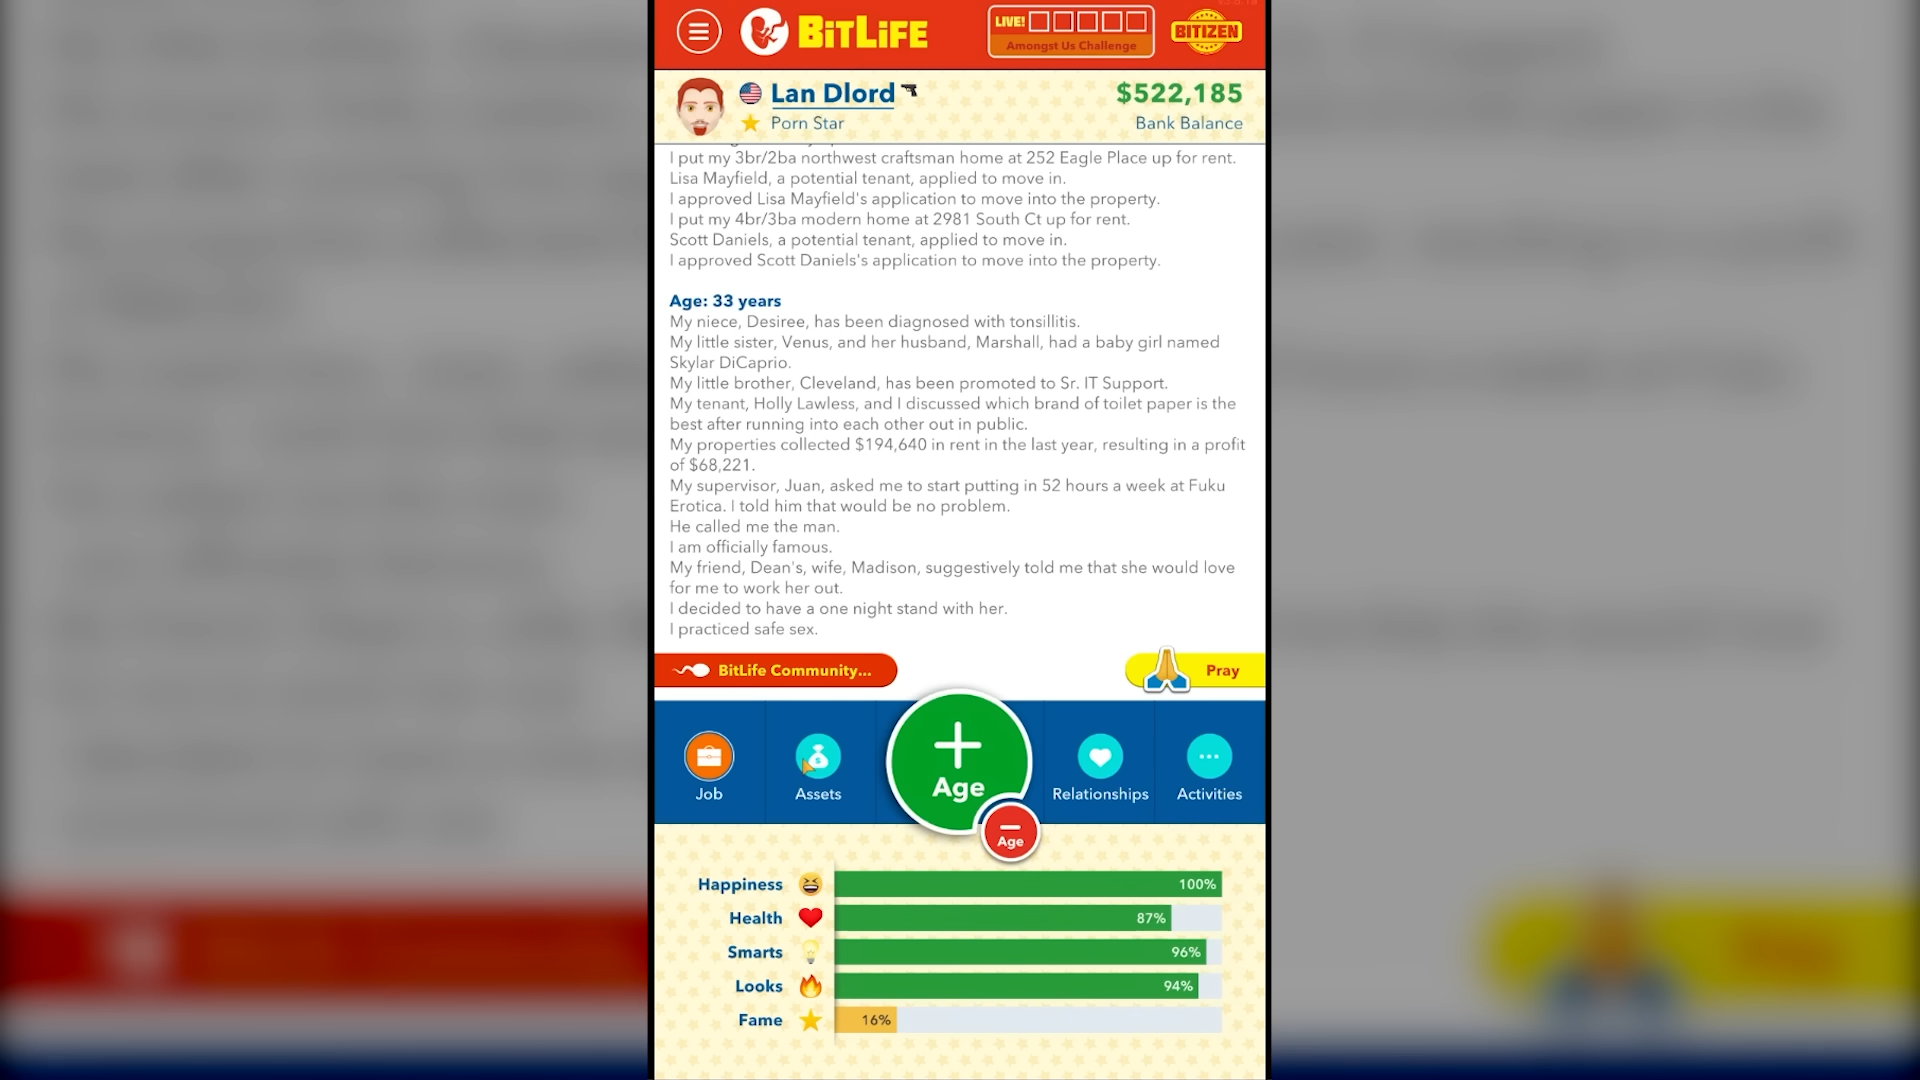 BiTLiFE
LIVE!
Amongst Us Challenge
BITIZEN
Lan Dlord
$522,185
Porn Star
Bank Balance
I put my 3br/2ba northwest craftsman home at 252 Eagle Place up for rent.
Lisa Mayfield, a potential tenant, applied to move in.
I approved Lisa Mayfield's application to move into the property.
I put my 4br/3ba modern home at 2981 South Ct up for rent.
Scott Daniels, a potential tenant, applied to move in.
I approved Scott Daniels's application to move into the property.
Age: 33 years
My niece, Desiree, has been diagnosed with tonsillitis.
My little sister, Venus, and her husband, Marshall, had a baby girl named
Skylar DiCaprio.
My little brother, Cleveland, has been promoted to Sr. IT Support.
My tenant, Holly Lawless, and I discussed which brand of toilet paper is the
best after running into each other out in public.
My properties collected $194,640 in rent in the last year, resulting in a profit
of $68,221.
My supervisor, Juan, asked me to start putting in 52 hours a week at Fuku
Erotica. I told him that would be no problem.
He called me the man.
I am officially famous.
My friend, Dean's, wife, Madison, suggestively told me that she would love
for me to work her out.
I decided to have a one night stand with her.
I practiced safe sex.
BitLife Community...
Pray
Job
Assets
Age
Age
Relationships
Activities
Happiness 100%
Health 87%
Smarts 96%
Looks 94%
Fame 16%